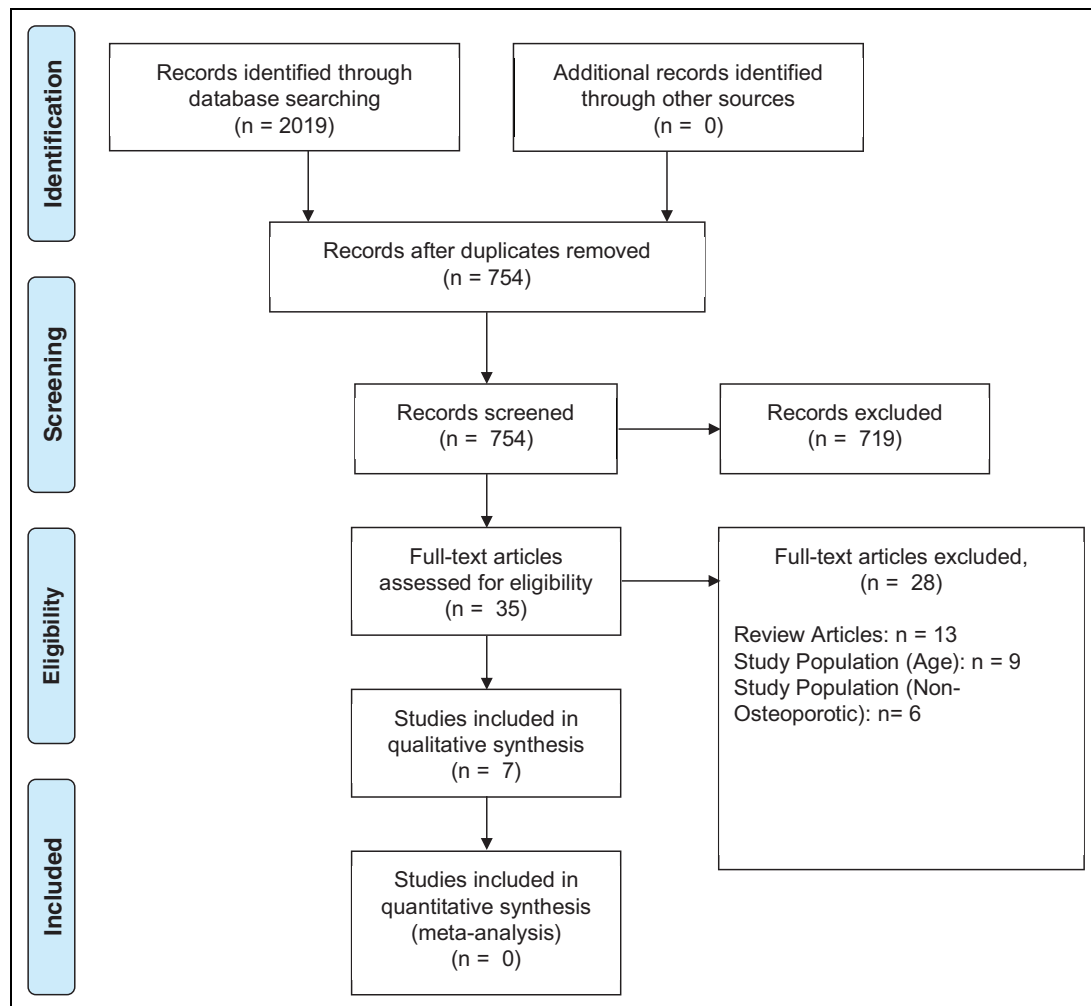 Identification
Records identified through
database searching
(n = 2019)
Additional records identified
through other sources
(n = 0)
Records after duplicates removed
(n = 754)
Screening
Records screened
(n = 754)
Records excluded
(n = 719)
Eligibility
Full-text articles
assessed for eligibility
(n = 35)
Full-text articles excluded,
(n = 28)
Review Articles: n = 13
Study Population (Age): n = 9
Study Population (Non-
Osteoporotic): n= 6
Studies included in
qualitative synthesis
(n = 7)
Included
Studies included in
quantitative synthesis
(meta-analysis)
(n = 0)